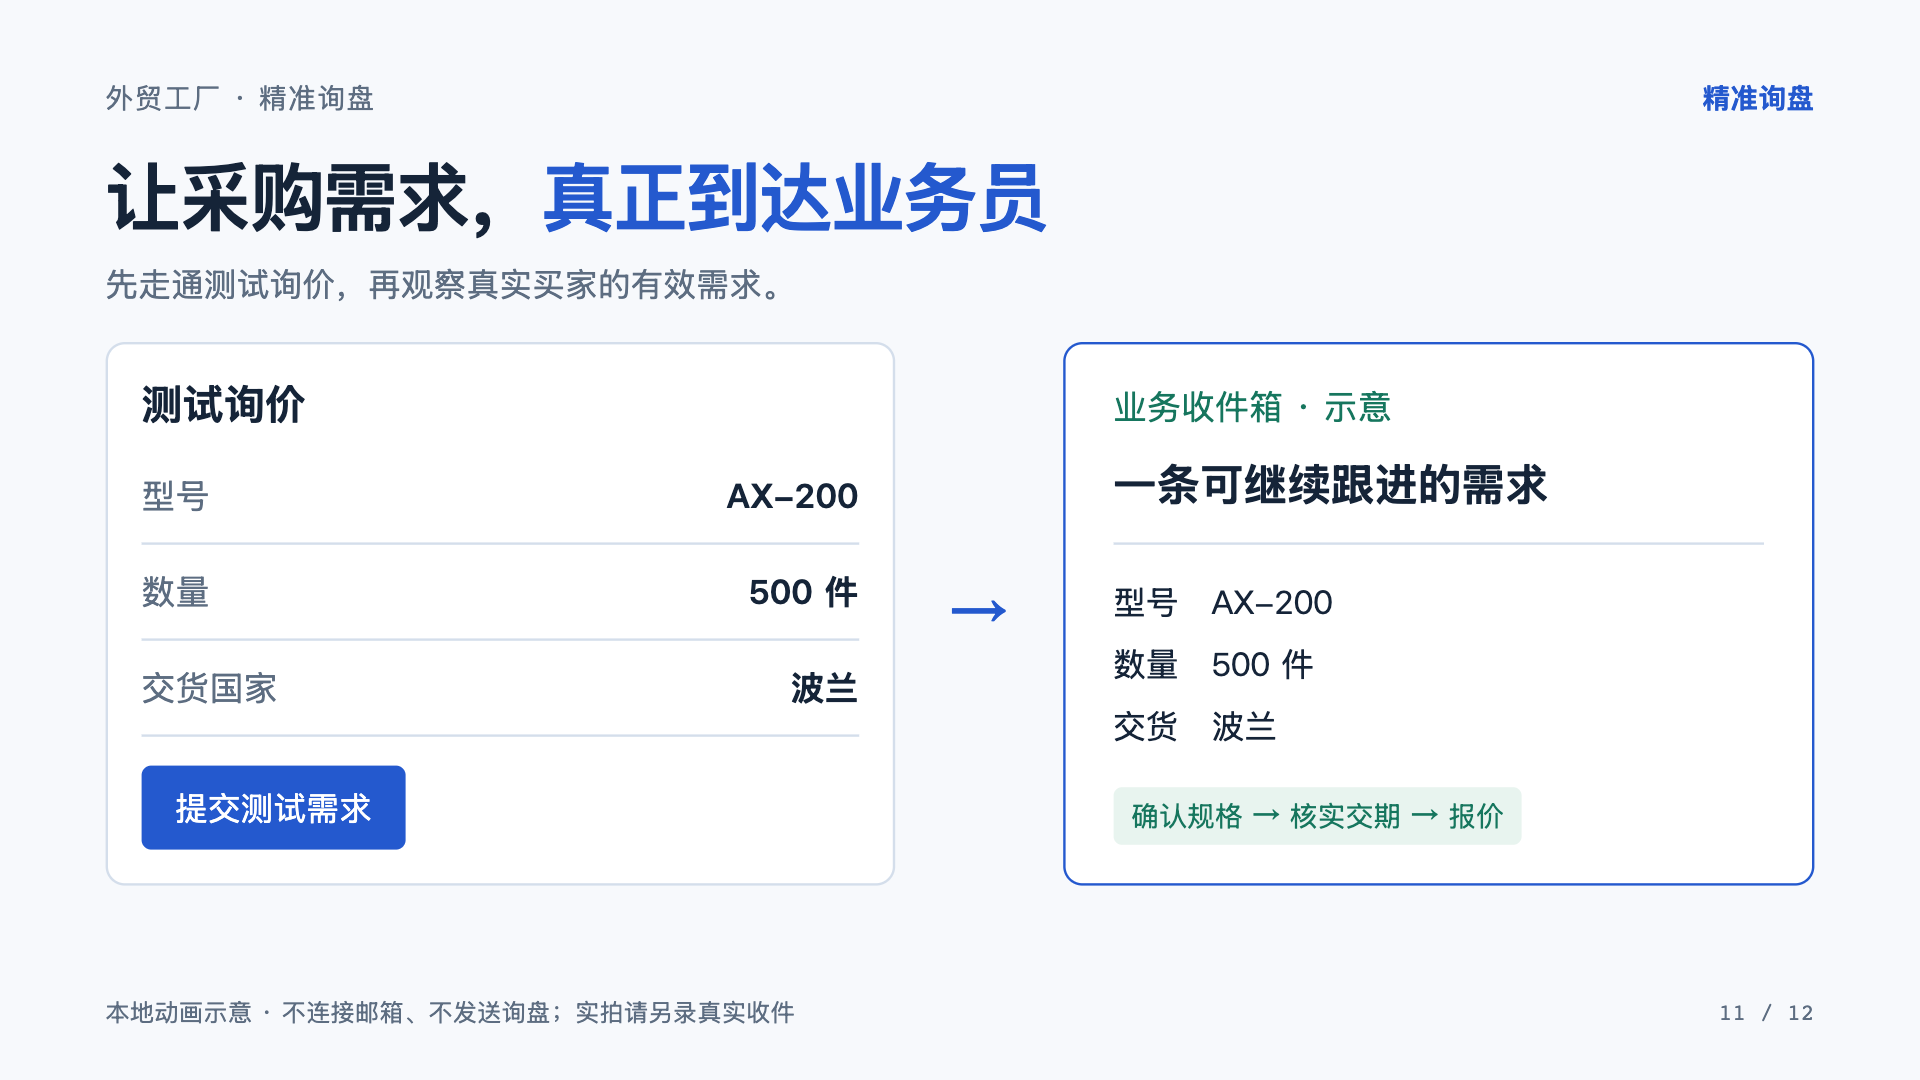 外贸工厂 · 精准询盘
精准询盘
让采购需求，真正到达业务员
先走通测试询价，再观察真实买家的有效需求。
测试询价
型号 AX–200
数量 500 件
交货国家 波兰
提交测试需求
→
业务收件箱 · 示意
一条可继续跟进的需求
型号 AX–200
数量 500 件
交货 波兰
确认规格 → 核实交期 → 报价
本地动画示意 · 不连接邮箱、不发送询盘；实拍请另录真实收件
11 / 12